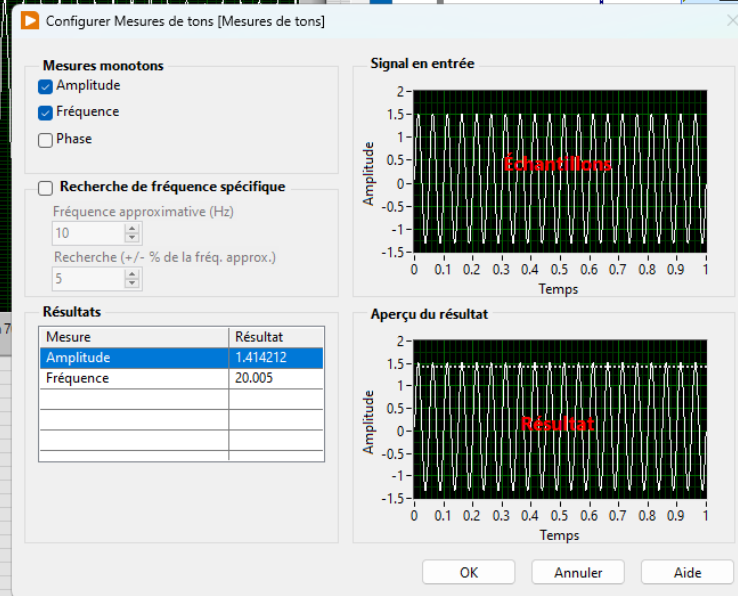 Configurer Mesures de tons [Mesures de tons]
Mesures monotons
Amplitude
Fréquence
Phase
Recherche de fréquence spécifique
Fréquence approximative (Hz)
10
Recherche (+/- % de la fréq. approx.)
5
Résultats
Mesure Résultat
Amplitude 1.414212
Fréquence 20.005
Signal en entrée
2
1.5
1
0.5
0
-0.5
-1
-1.5
Amplitude
Échantillons
0 0.1 0.2 0.3 0.4 0.5 0.6 0.7 0.8 0.9 1
Temps
Aperçu du résultat
2
1.5
1
0.5
0
-0.5
-1
-1.5
Amplitude
Résultat
0 0.1 0.2 0.3 0.4 0.5 0.6 0.7 0.8 0.9 1
Temps
OK Annuler Aide